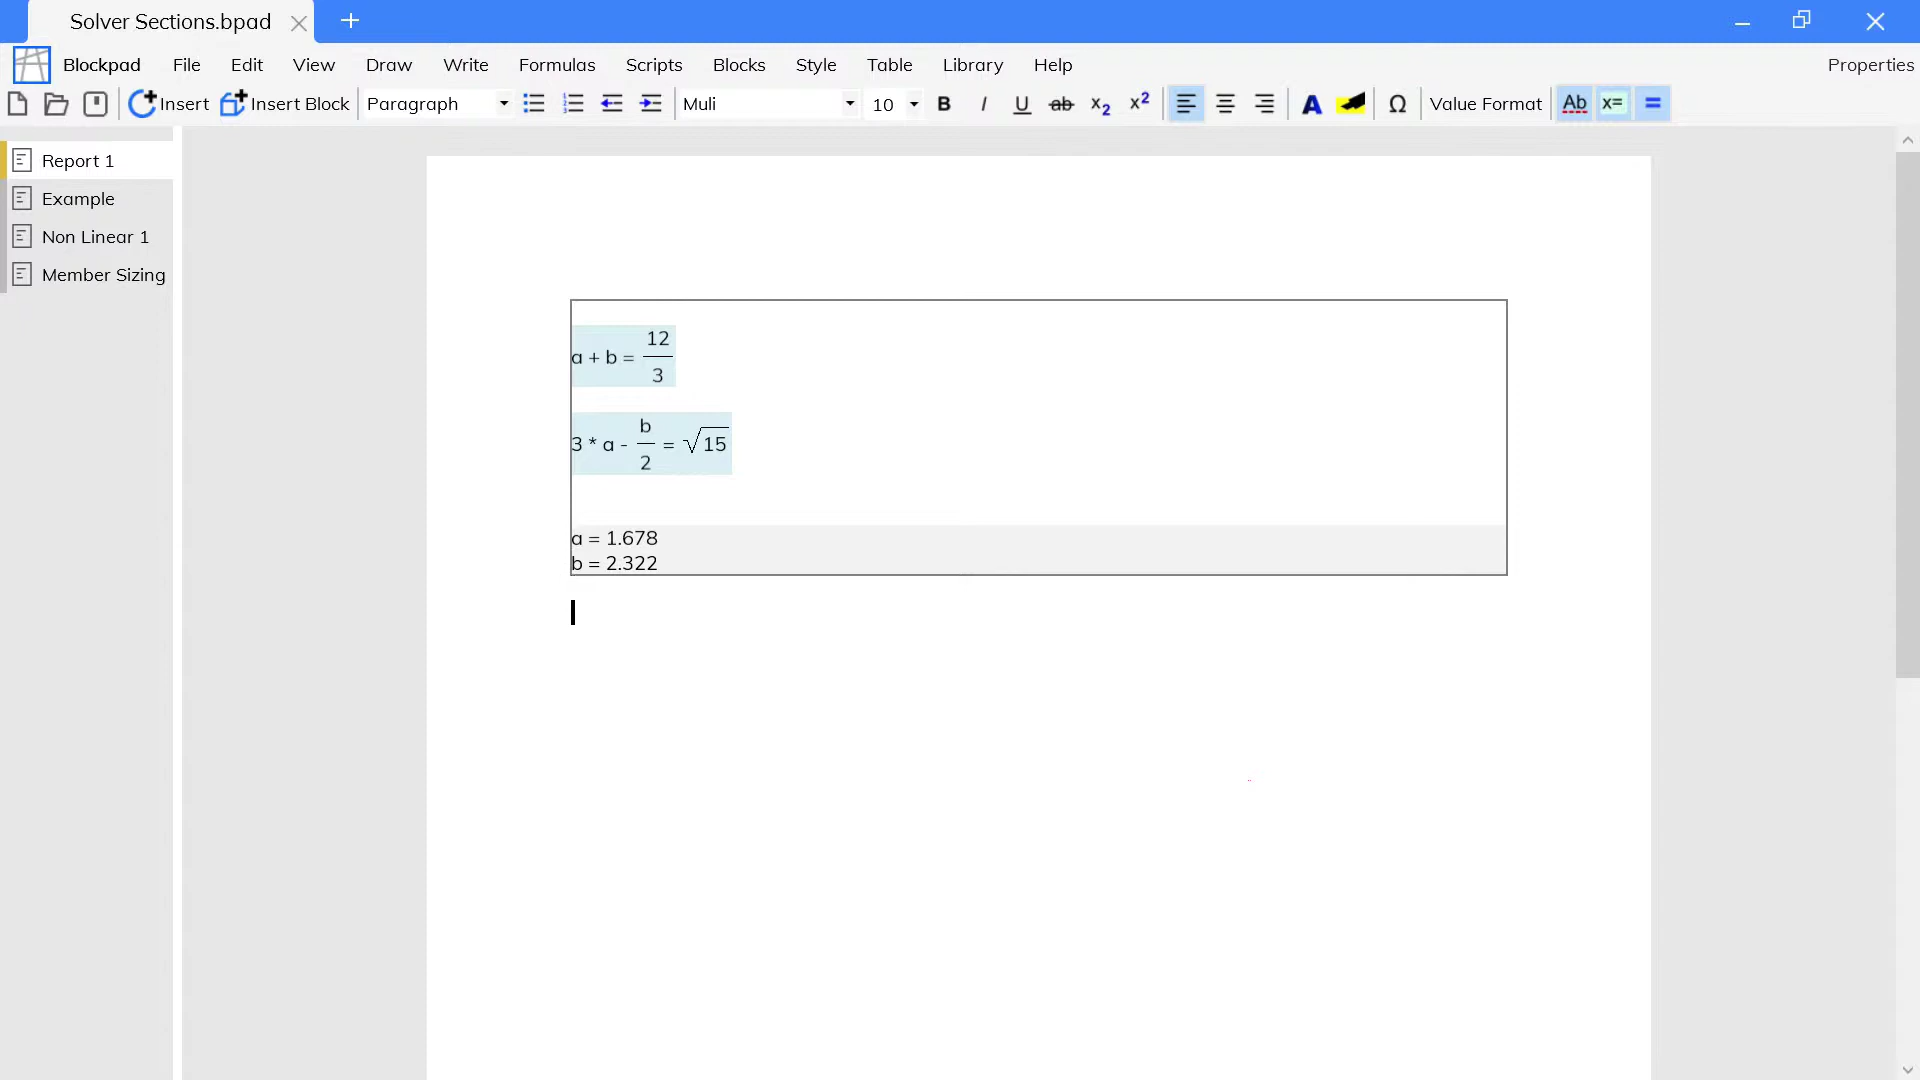 Solver Sections.bpad
Blockpad File Edit View Draw Write Formulas Scripts Blocks Style Table Library Help Properties
Insert Insert Block Paragraph Muli 10 B I U ab x2 x² A Ω Value Format Ab x= =
Report 1
Example
Non Linear 1
Member Sizing
a + b = 12/3
3 * a - b/2 = √15
a = 1.678
b = 2.322